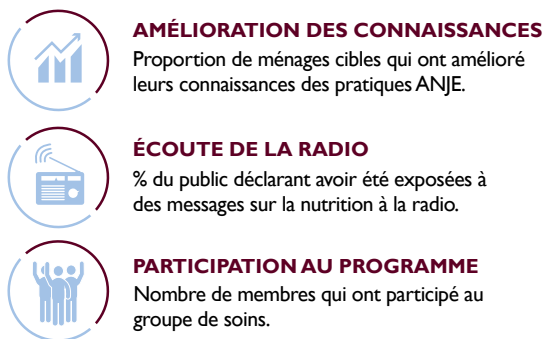 AMÉLIORATION DES CONNAISSANCES
Proportion de ménages cibles qui ont amélioré
leurs connaissances des pratiques ANJE.
ÉCOUTE DE LA RADIO
% du public déclarant avoir été exposées à
des messages sur la nutrition à la radio.
PARTICIPATION AU PROGRAMME
Nombre de membres qui ont participé au
groupe de soins.